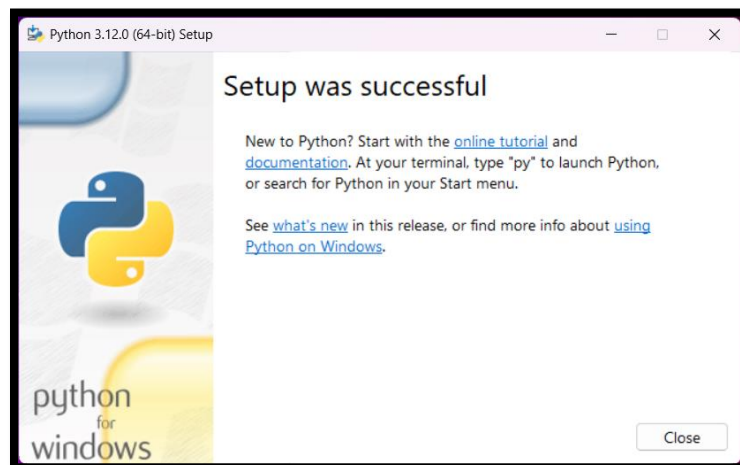 Python 3.12.0 (64-bit) Setup
Setup was successful
New to Python? Start with the online tutorial and
documentation. At your terminal, type "py" to launch Python,
or search for Python in your Start menu.
See what's new in this release, or find more info about using
Python on Windows.
python
for
windows
Close